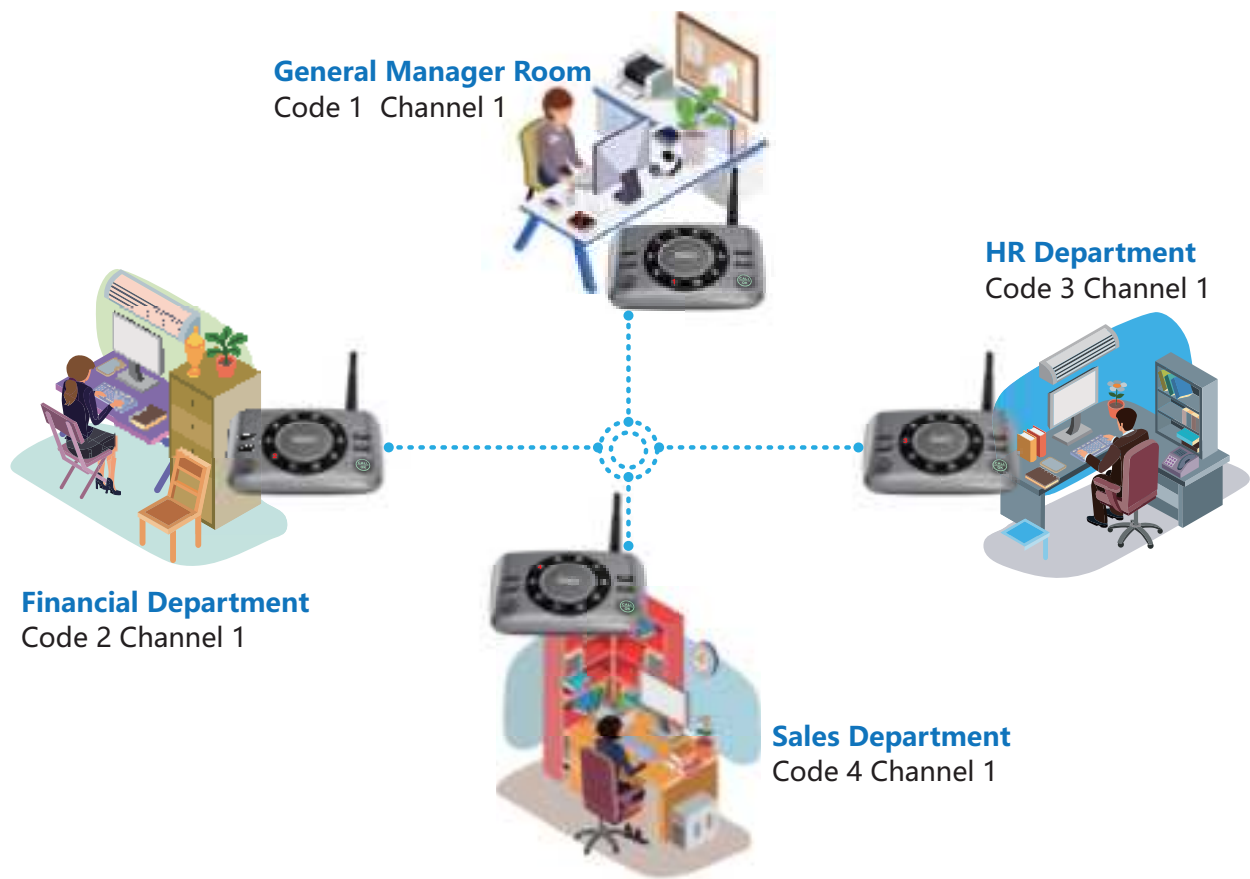 General Manager Room
Code 1  Channel 1
HR Department
Code 3 Channel 1
Financial Department
Code 2 Channel 1
Sales Department
Code 4 Channel 1